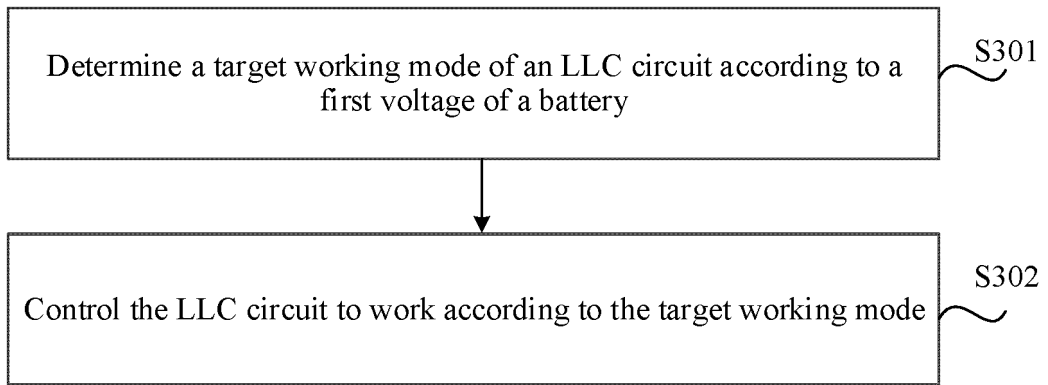 Determine a target working mode of an LLC circuit according to a
first voltage of a battery
S301
Control the LLC circuit to work according to the target working mode
S302